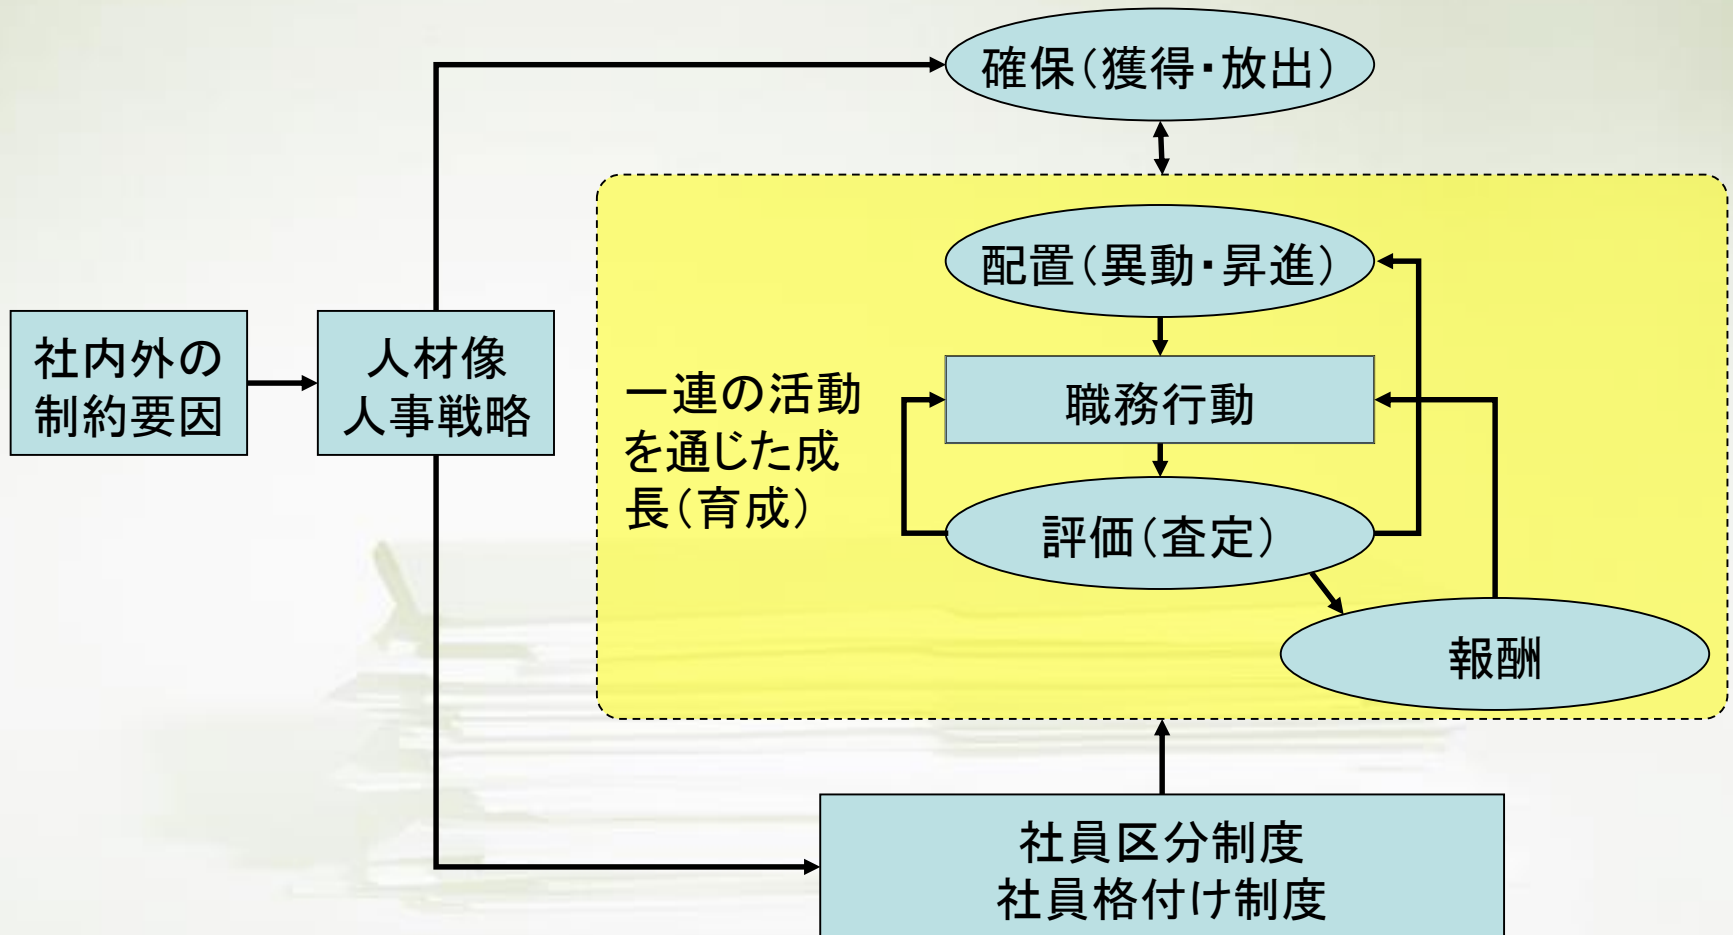 確保（獲得・放出）
配置（異動・昇進）
社内外の
制約要因
人材像
人事戦略
一連の活動
を通じた成
長（育成）
職務行動
評価（査定）
報酬
社員区分制度
社員格付け制度